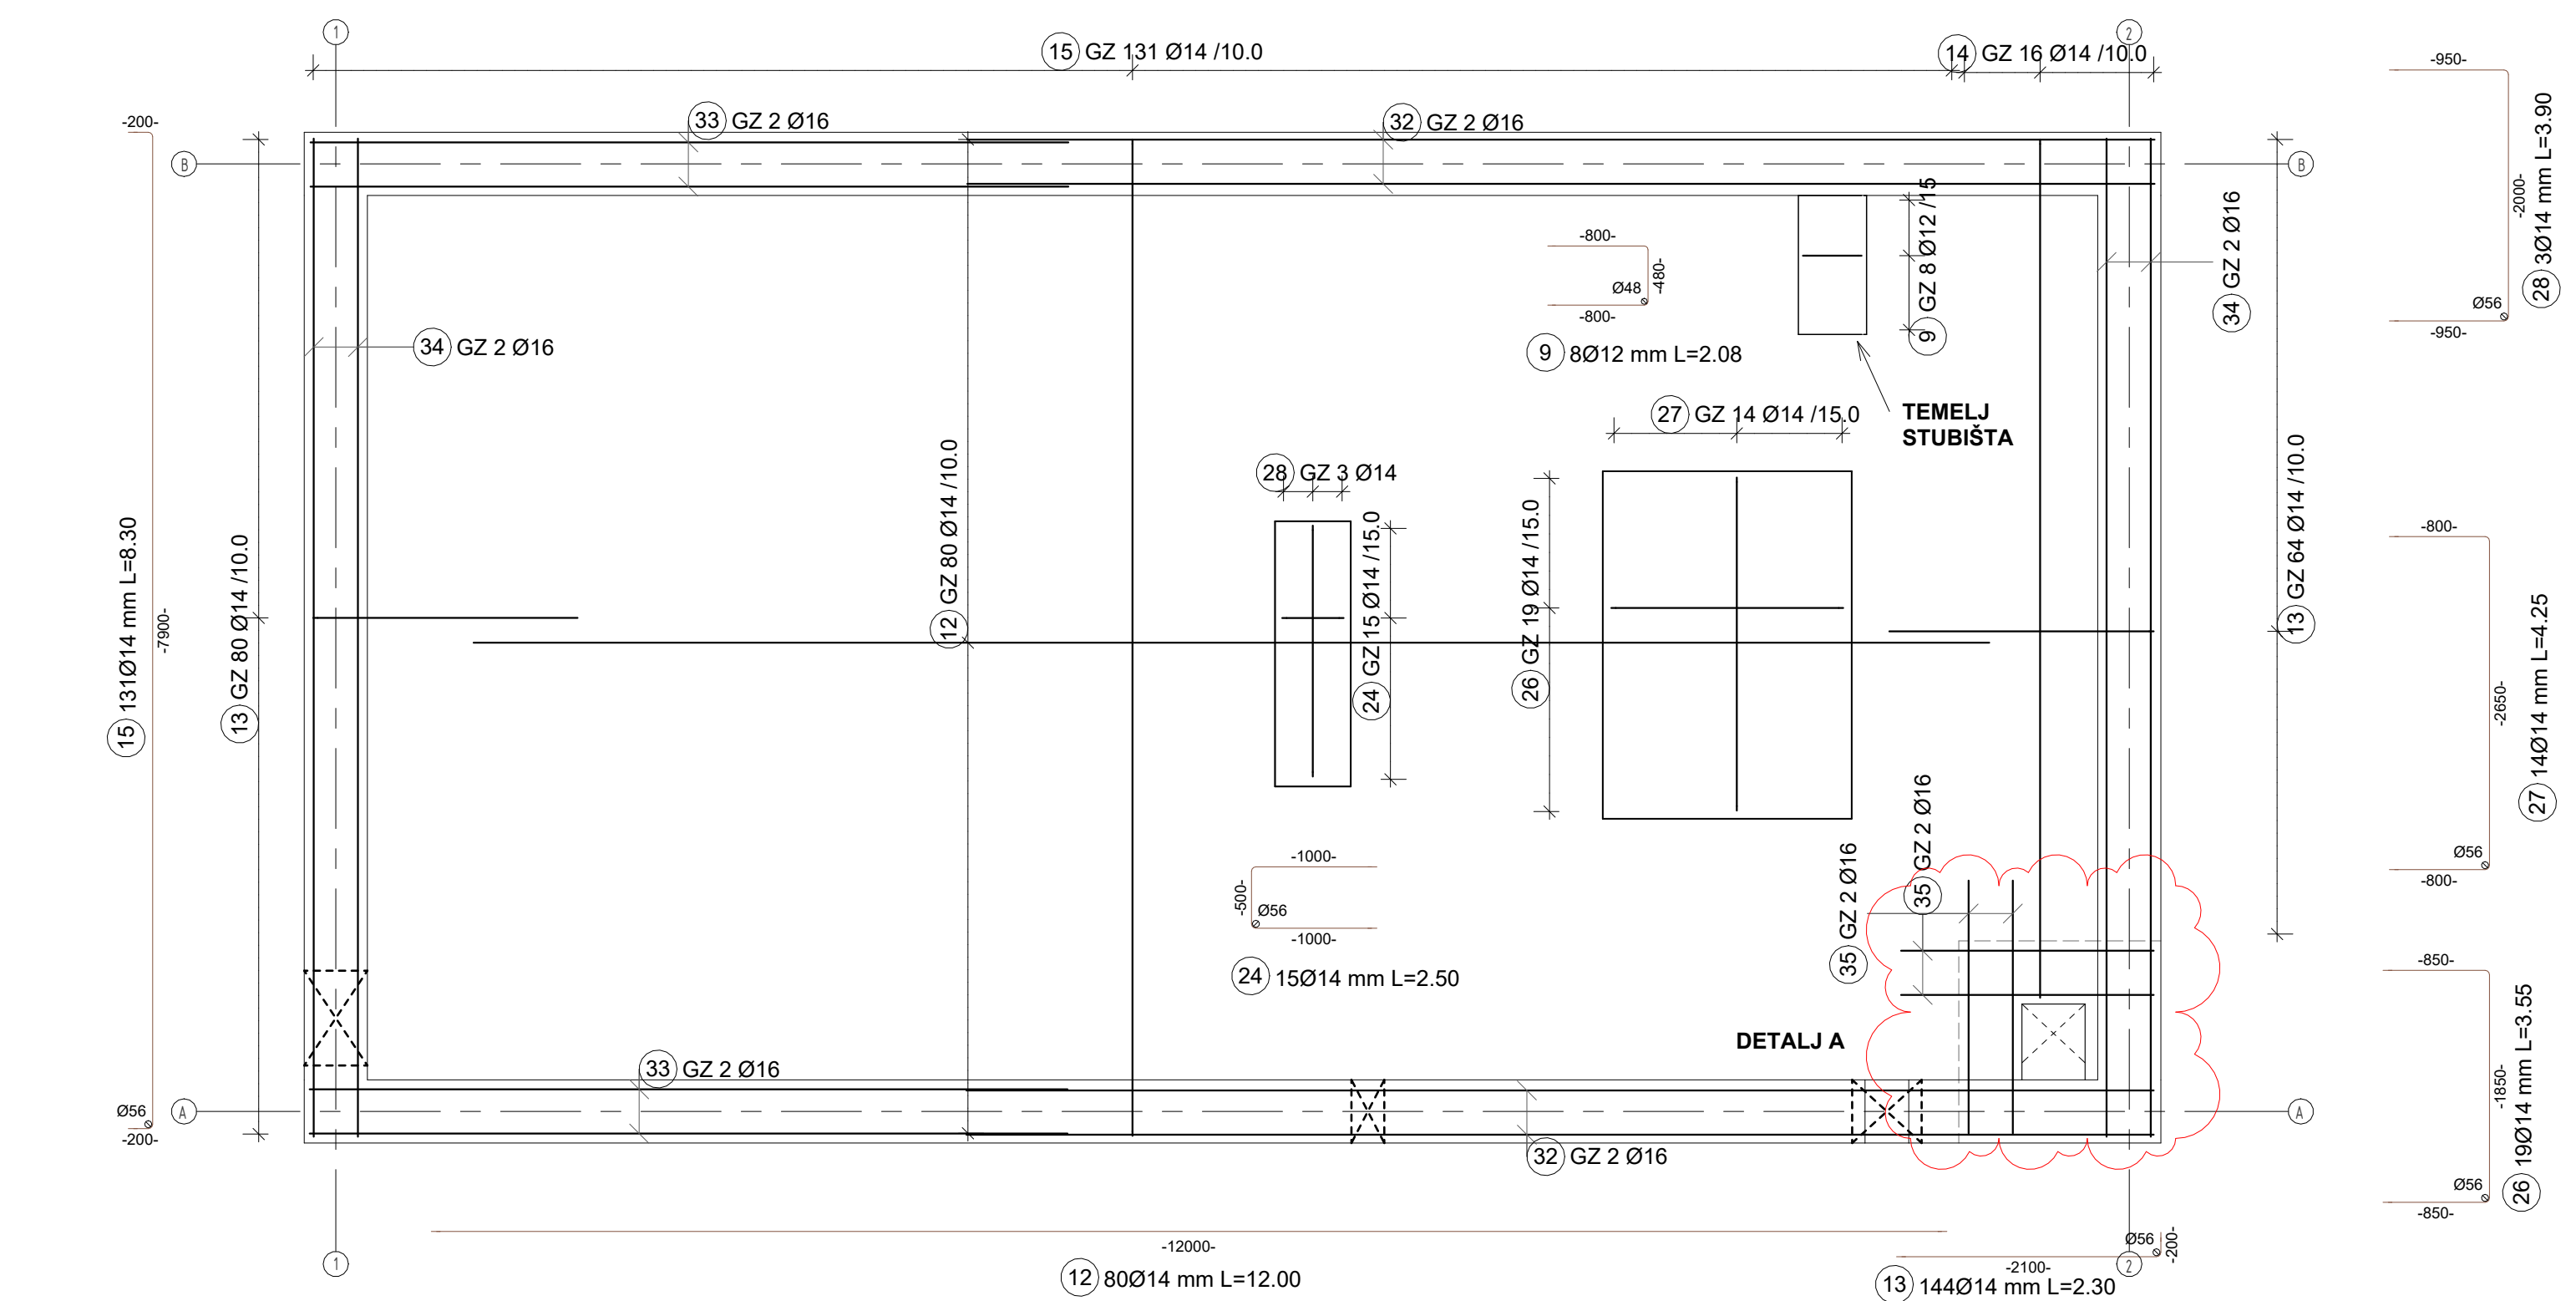 1
15 GZ 131 Ø14 /10.0
14 GZ 16 Ø14 /10.0
2
-950-
-200-
33 GZ 2 Ø16
32 GZ 2 Ø16
B
B
-2000-
28 3Ø14 mm L=3.90
34 GZ 2 Ø16
-800-
-480-
Ø48
-800-
9 GZ 8 Ø12 /15
Ø56
-950-
34 GZ 2 Ø16
9 8Ø12 mm L=2.08
TEMELJ
STUBIŠTA
27 GZ 14 Ø14 /15.0
28 GZ 3 Ø14
-800-
15 131Ø14 mm L=8.30
-7900-
13 GZ 80 Ø14 /10.0
12 GZ 80 Ø14 /10.0
24 GZ 15 Ø14 /15.0
26 GZ 19 Ø14 /15.0
13 GZ 64 Ø14 /10.0
-2650-
27 14Ø14 mm L=4.25
-1000-
-500-
Ø56
-1000-
35 GZ 2 Ø16
35 GZ 2 Ø16
Ø56
-800-
24 15Ø14 mm L=2.50
-850-
DETALJ A
33 GZ 2 Ø16
Ø56
-200-
A
A
32 GZ 2 Ø16
-1850-
26 19Ø14 mm L=3.55
Ø56
-850-
1
-12000-
12 80Ø14 mm L=12.00
Ø56
-200-
-2100-
2
13 144Ø14 mm L=2.30